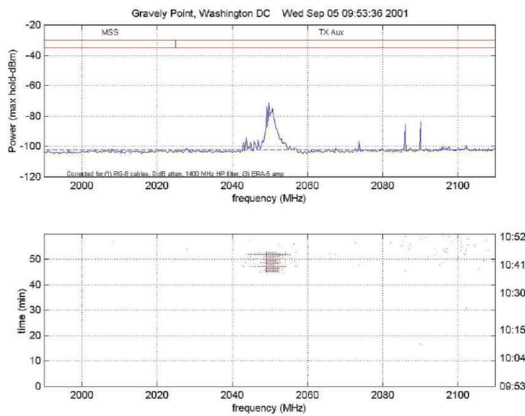 Gravely Point, Washington DC Wed Sep 05 09:53:36 2001
-20
MSS TX Aux
-40
-60
-80
-100
-120
Power (max hold-dBm)
Corrected for:(1) RG-8 cables, 0 dB atten, 1400 MHz HP filter, (3) ERA-5 amp
2000 2020 2040 2060 2080 2100
frequency (MHz)
50
40
30
20
10
0
time (min)
10:52
10:41
10:30
10:15
10:04
09:53
2000 2020 2040 2060 2080 2100
frequency (MHz)